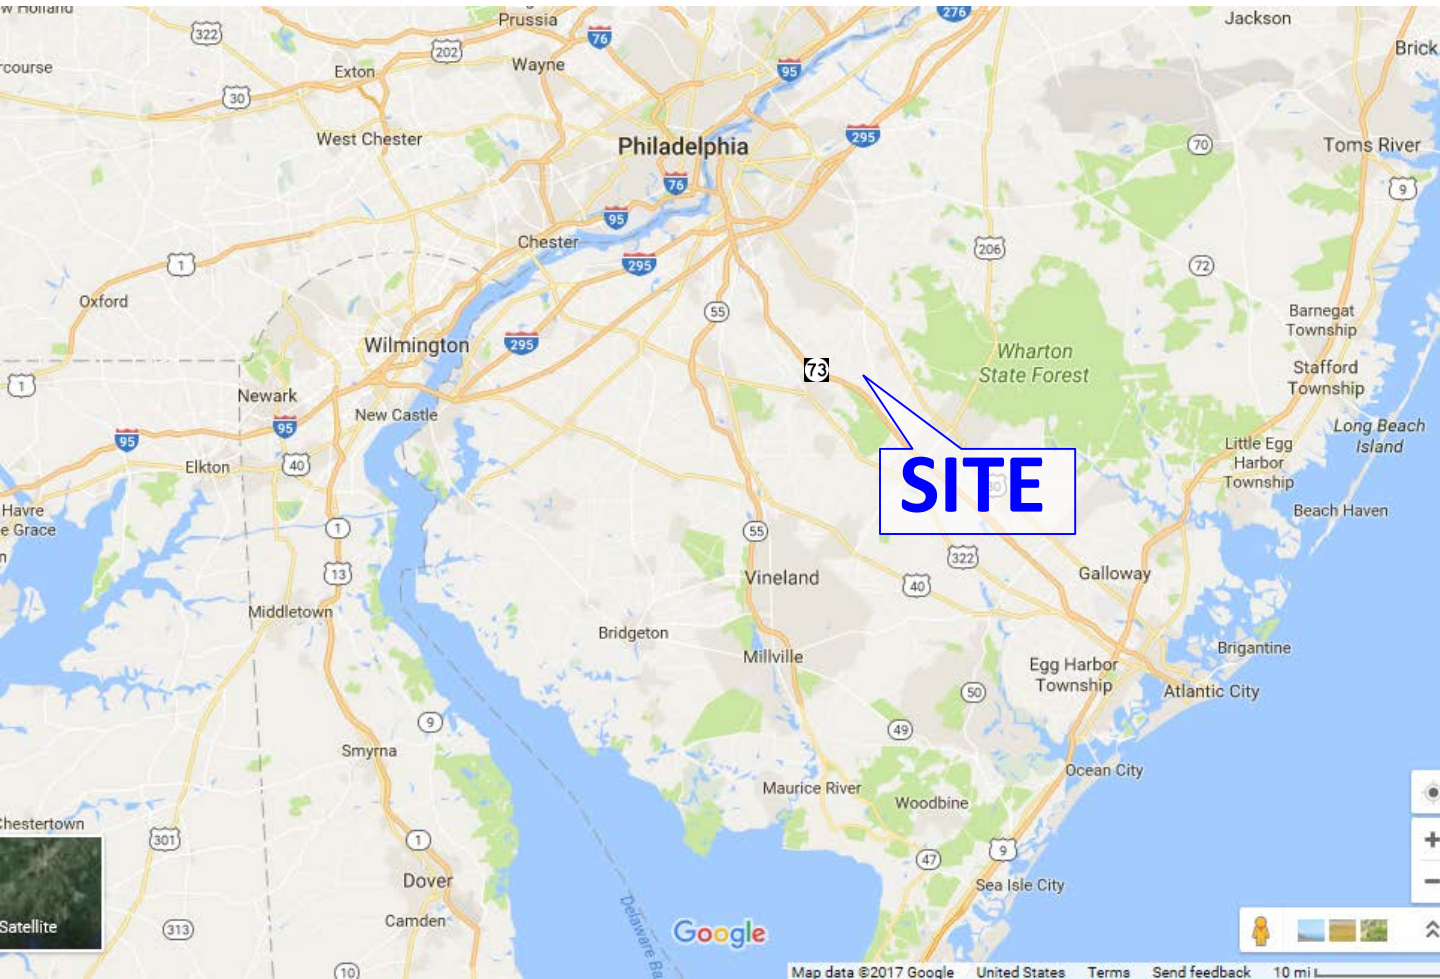 w Holland
322
Prussia
76
276
Jackson
202
Brick
rcourse
Exton
Wayne
95
30
West Chester
Philadelphia
295
70
Toms River
76
9
95
Chester
206
1
295
72
Oxford
55
Barnegat
Township
Wilmington
295
Wharton
State Forest
Stafford
Township
73
1
Newark
New Castle
95
95
Long Beach
Island
Elkton
40
Little Egg
Harbor
Township
SITE
30
Havre
e Grace
Beach Haven
n
1
55
322
13
Vineland
40
Galloway
Middletown
Bridgeton
Millville
Brigantine
Egg Harbor
Township
50
Atlantic City
9
49
Smyrna
Ocean City
Maurice River
Woodbine
Chestertown
301
1
47
9
Dover
Sea Isle City
Satellite
313
Camden
Delaware Ba
Google
10
Map data ©2017 Google United States Terms Send feedback 10 mi